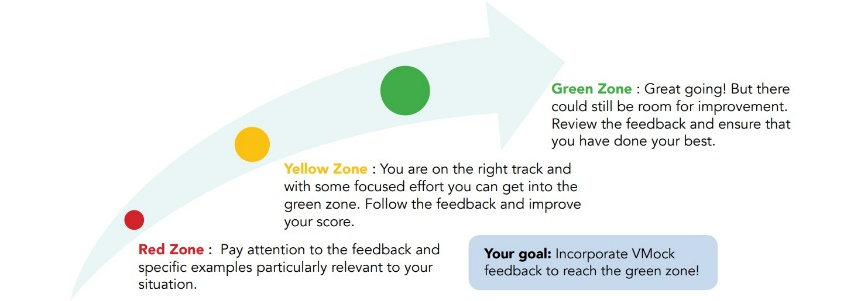 Green Zone : Great going! But there
could still be room for improvement.
Review the feedback and ensure that
you have done your best.
Yellow Zone : You are on the right track and
with some focused effort you can get into the
green zone. Follow the feedback and improve
your score.
Red Zone : Pay attention to the feedback and
specific examples particularly relevant to your
situation.
Your goal: Incorporate VMock
feedback to reach the green zone!